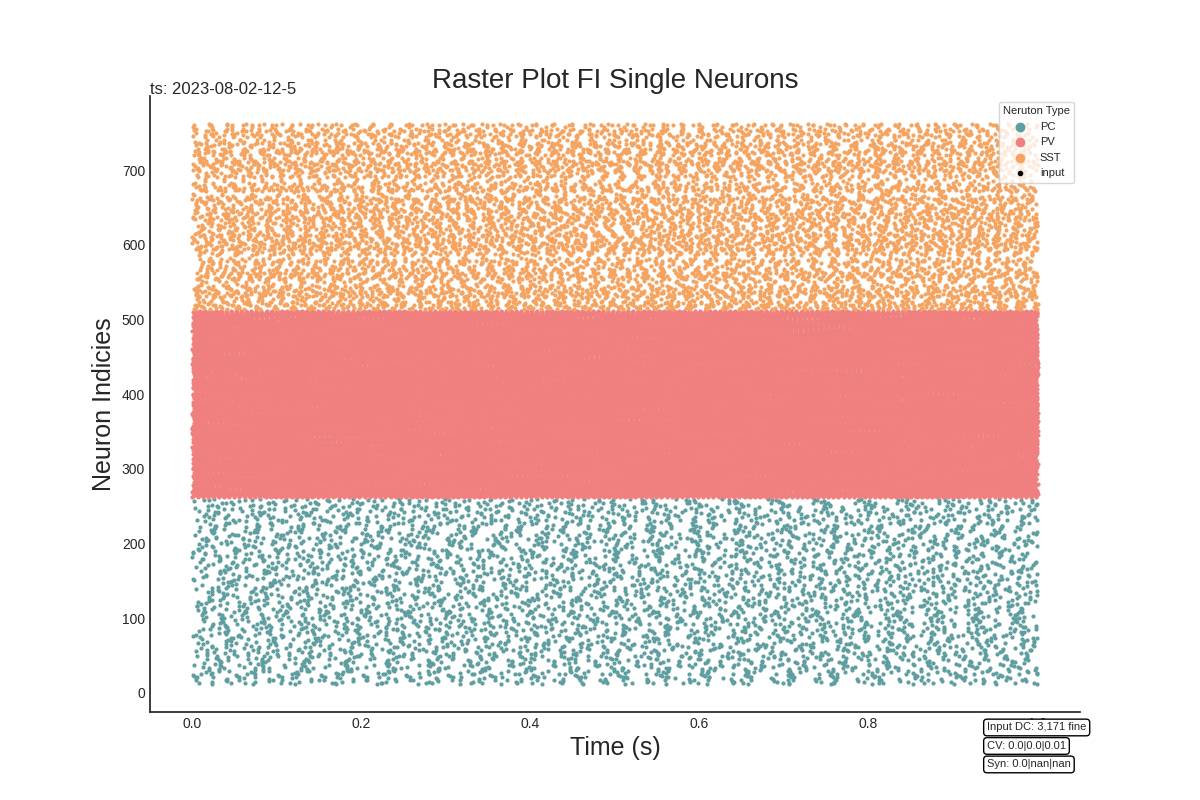 Raster Plot FI Single Neurons
ts: 2023-08-02-12-5
Neruton Type
PC
PV
SST
input
Neuron Indicies
700
600
500
400
300
200
100
0
0.0
0.2
0.4
0.6
0.8
Time (s)
Input DC: 3,171 fine
CV: 0.0|0.0|0.01
Syn: 0.0|nan|nan